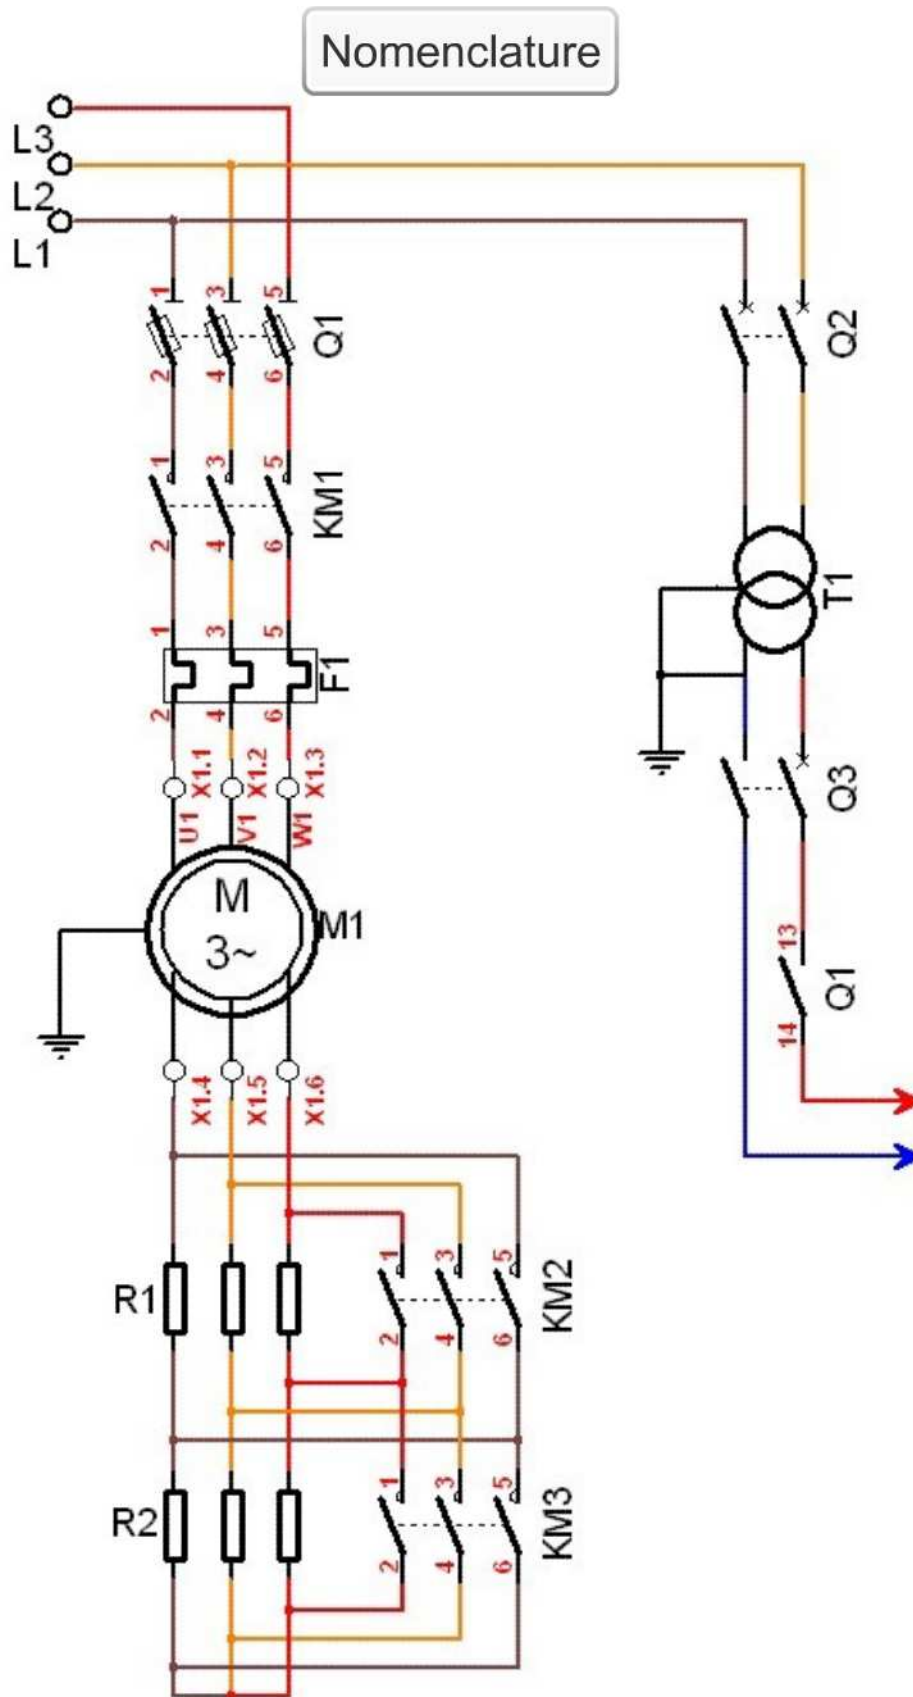 Nomenclature
L3
L2
L1
1 3 5
Q1
2 4 6
Q2
1 3 5
KM1
2 4 6
T1
1 3 5
F1
2 4 6
X1.1 X1.2 X1.3
Q3
U1 V1 W1
M
3~
M1
13
Q1
14
X1.4 X1.5 X1.6
R1
1 3 5
KM2
2 4 6
R2
1 3 5
KM3
2 4 6